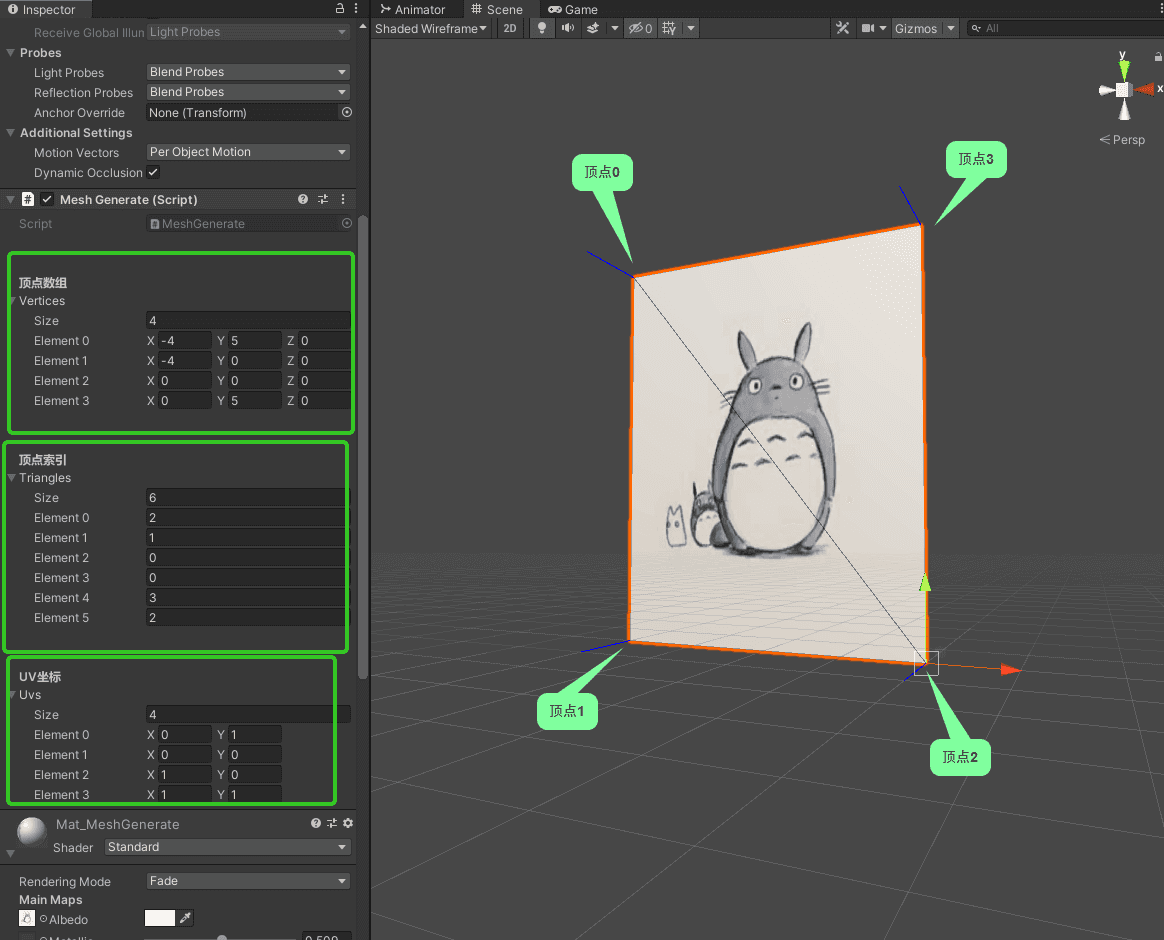 Inspector
Receive Global Illun Light Probes
Probes
Light Probes Blend Probes
Reflection Probes Blend Probes
Anchor Override None (Transform)
Additional Settings
Motion Vectors Per Object Motion
Dynamic Occlusion
# Mesh Generate (Script)
Script MeshGenerate
顶点数组
Vertices
Size 4
Element 0 X -4 Y 5 Z 0
Element 1 X -4 Y 0 Z 0
Element 2 X 0 Y 0 Z 0
Element 3 X 0 Y 5 Z 0
顶点索引
Triangles
Size 6
Element 0 2
Element 1 1
Element 2 0
Element 3 0
Element 4 3
Element 5 2
UV坐标
Uvs
Size 4
Element 0 X 0 Y 1
Element 1 X 0 Y 0
Element 2 X 1 Y 0
Element 3 X 1 Y 1
Mat_MeshGenerate
Shader Standard
Rendering Mode Fade
Main Maps
Albedo
Animator Scene Game
Shaded Wireframe 2D 0 Gizmos All
y
x
Persp
顶点0
顶点3
顶点1
顶点2